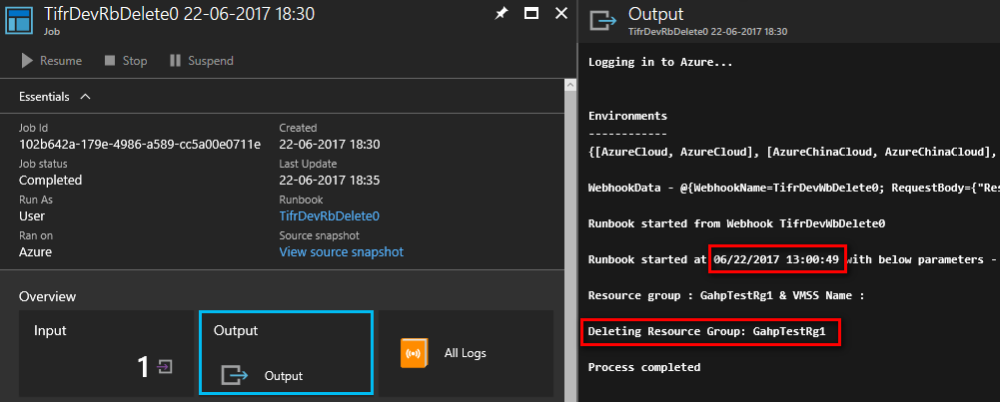 TifrDevRbDelete0 22-06-2017 18:30
Job
Resume
Stop
Suspend
Essentials
Job Id
102b642a-179e-4986-a589-cc5a00e0711e
Created
22-06-2017 18:30
Job status
Completed
Last Update
22-06-2017 18:35
Run As
User
Runbook
TifrDevRbDelete0
Ran on
Azure
Source snapshot
View source snapshot
Overview
Input
1
Output
Output
All Logs
Output
TifrDevRbDelete0 22-06-2017 18:30
Logging in to Azure...
Environments
------------
{[AzureCloud, AzureCloud], [AzureChinaCloud, AzureChinaCloud],
WebhookData - @{WebhookName=TifrDevWbDelete0; RequestBody={"Res
Runbook started from Webhook TifrDevWbDelete0
Runbook started at 06/22/2017 13:00:49 with below parameters -
Resource group : GahpTestRg1 & VMSS Name :
Deleting Resource Group: GahpTestRg1
Process completed